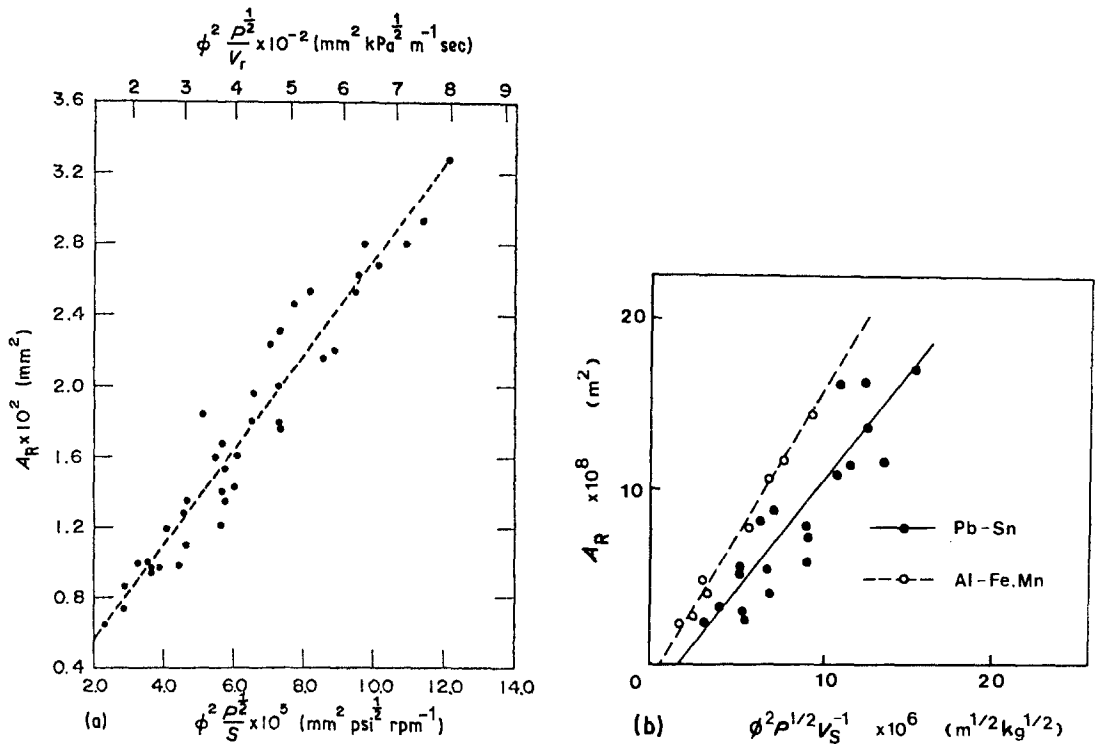 ϕ² P^½/Vᵣ ×10⁻² (mm² kPa^½ m⁻¹ sec)
2 3 4 5 6 7 8 9
3.6
3.2
2.8
2.4
2.0
1.6
1.2
0.8
0.4
A_R ×10² (mm²)
2.0 4.0 6.0 8.0 10.0 12.0 14.0
(a) ϕ² P^½/S ×10⁵ (mm² psi^½ rpm⁻¹)
20
10
A_R ×10⁸ (m²)
Pb-Sn
Al-Fe.Mn
0 10 20
(b) ϕ²P^1/2 V_S⁻¹ ×10⁶ (m^1/2 kg^1/2)